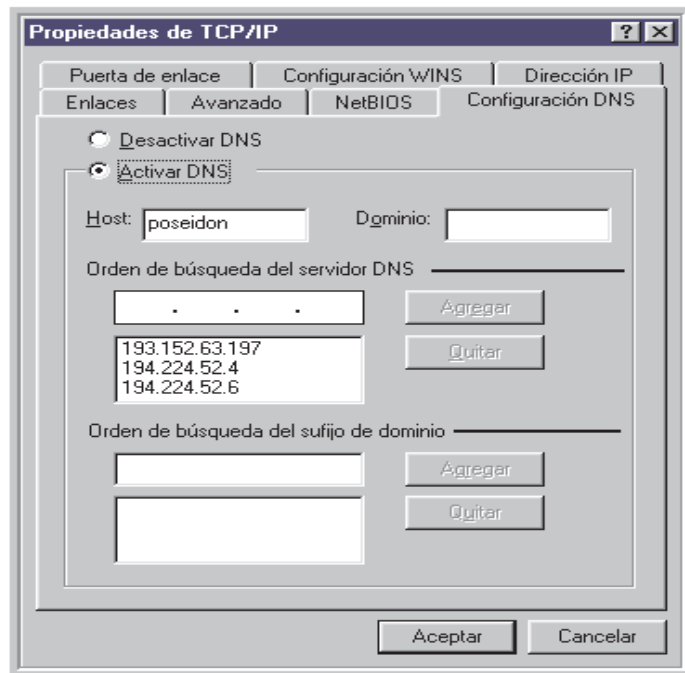 Propiedades de TCP/IP
Puerta de enlace Configuración WINS Dirección IP
Enlaces Avanzado NetBIOS Configuración DNS
Desactivar DNS
Activar DNS
Host: poseidon Dominio:
Orden de búsqueda del servidor DNS
. . . Agregar
193.152.63.197 Quitar
194.224.52.4
194.224.52.6
Orden de búsqueda del sufijo de dominio
Agregar
Quitar
Aceptar Cancelar